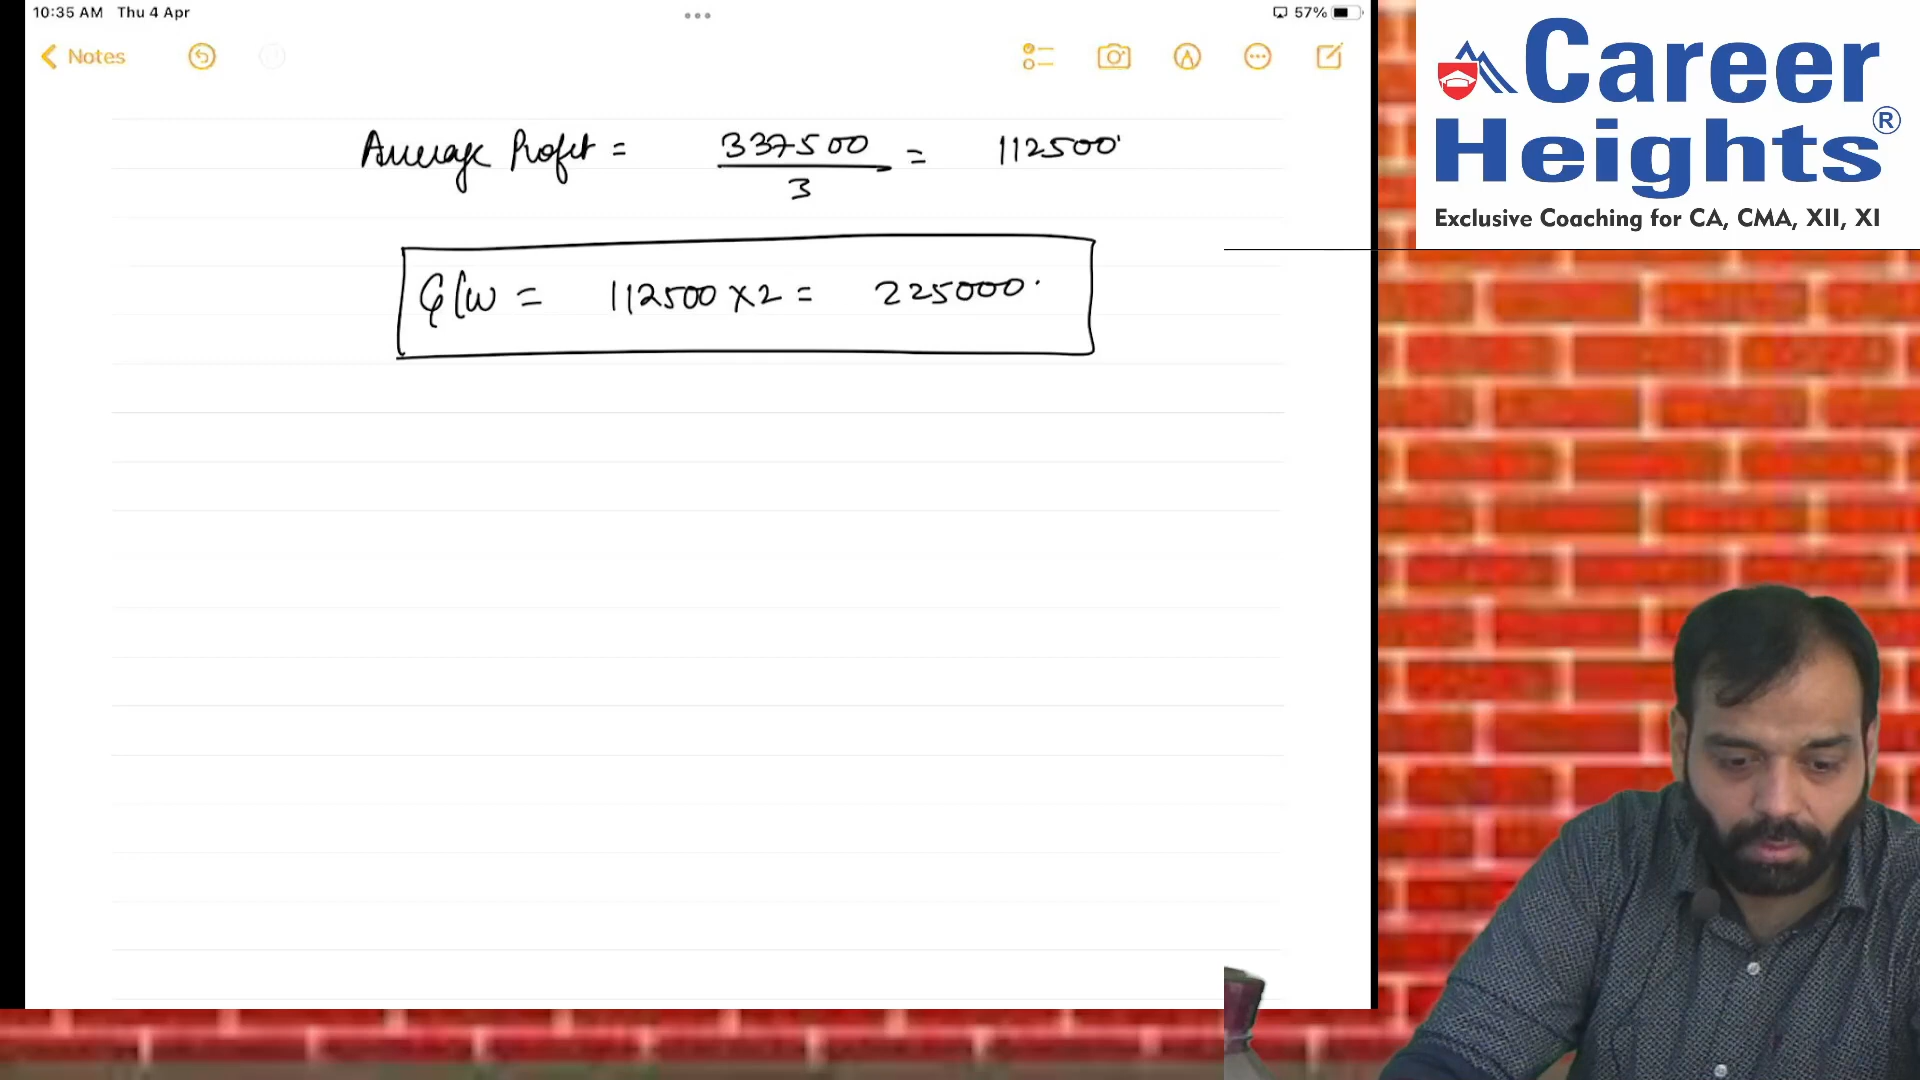 10:35 AM Thu 4 Apr
57%
Notes
Average Profit = 337500 / 3 = 112500
G/w = 112500 x 2 = 225000
Career
Heights®
Exclusive Coaching for CA, CMA, XII, XI